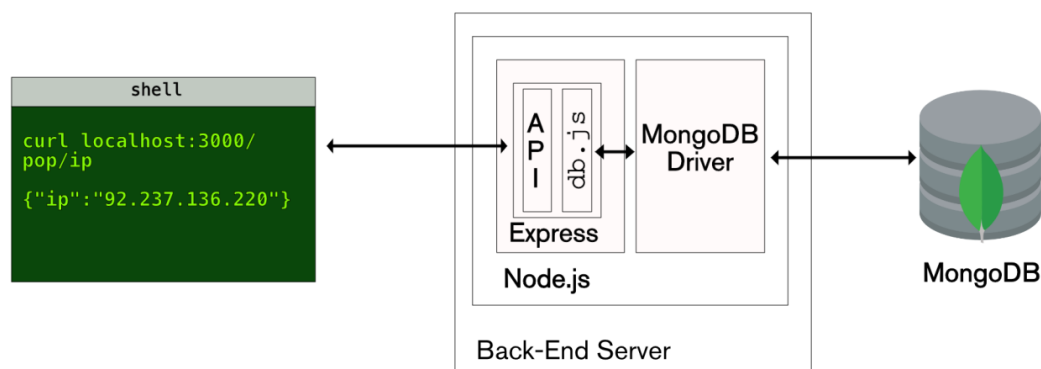 shell
curl localhost:3000/
pop/ip
{"ip":"92.237.136.220"}
API
db.js
Express
MongoDB
Driver
Node.js
Back-End Server
MongoDB